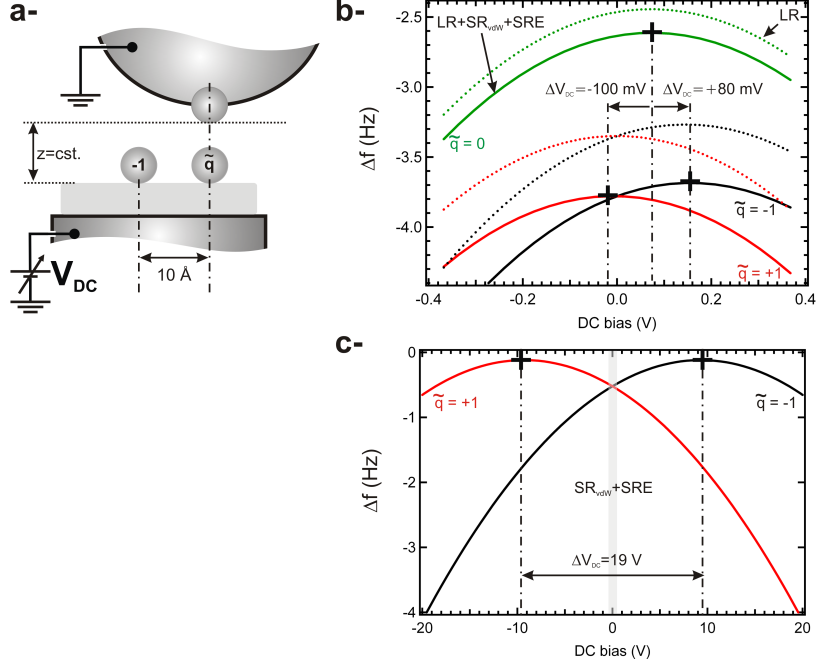 a-
z=cst.
-1
q̃
10 Å
V_DC
b-
-2.5
-3.0
-3.5
-4.0
Δf (Hz)
LR+SR_vdW+SRE
LR
ΔV_DC=-100 mV
ΔV_DC= +80 mV
q̃ = 0
q̃ = -1
q̃ = +1
-0.4
-0.2
0.0
0.2
0.4
DC bias (V)
c-
0
-1
-2
-3
-4
Δf (Hz)
q̃ = +1
q̃ = -1
SR_vdW+SRE
ΔV_DC=19 V
-20
-10
0
10
20
DC bias (V)